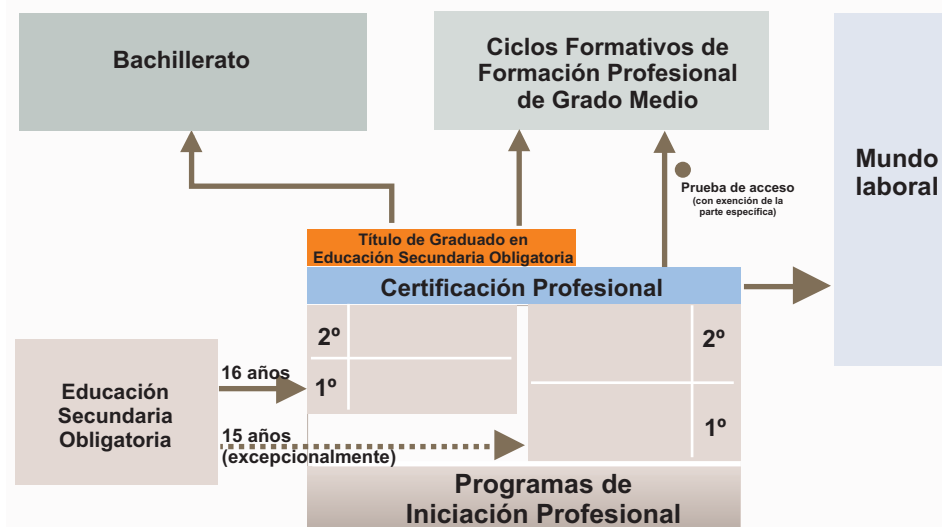 Bachillerato
Ciclos Formativos de
Formación Profesional
de Grado Medio
Mundo
laboral
Prueba de acceso
(con exención de la
parte específica)
Título de Graduado en
Educación Secundaria Obligatoria
Certificación Profesional
2º
2º
16 años
1º
Educación
Secundaria
Obligatoria
1º
15 años
(excepcionalmente)
Programas de
Iniciación Profesional